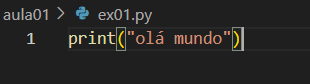 aula01 > ex01.py
1 print("olá mundo")